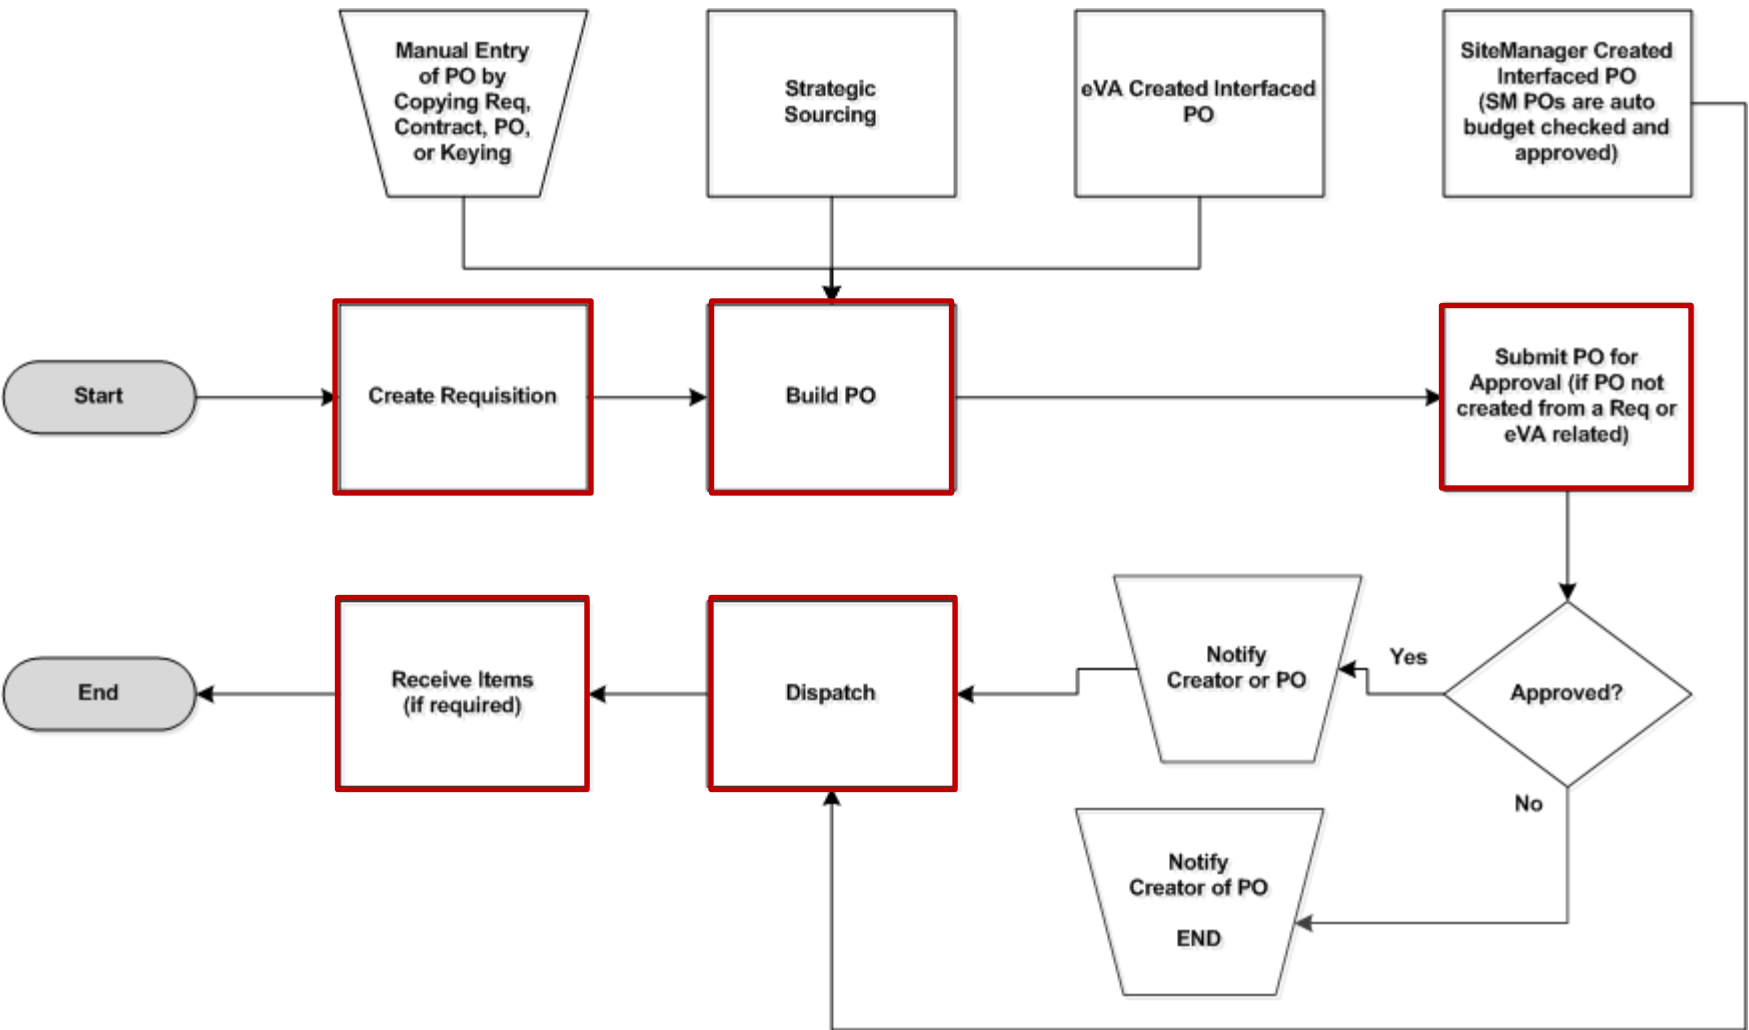 Manual Entry
of PO by
Copying Req,
Contract, PO,
or Keying
Strategic
Sourcing
eVA Created Interfaced
PO
SiteManager Created
Interfaced PO
(SM POs are auto
budget checked and
approved)
Start
Create Requisition
Build PO
Submit PO for
Approval (if PO not
created from a Req or
eVA related)
End
Receive Items
(if required)
Dispatch
Notify
Creator or PO
Yes
Approved?
No
Notify
Creator of PO
END